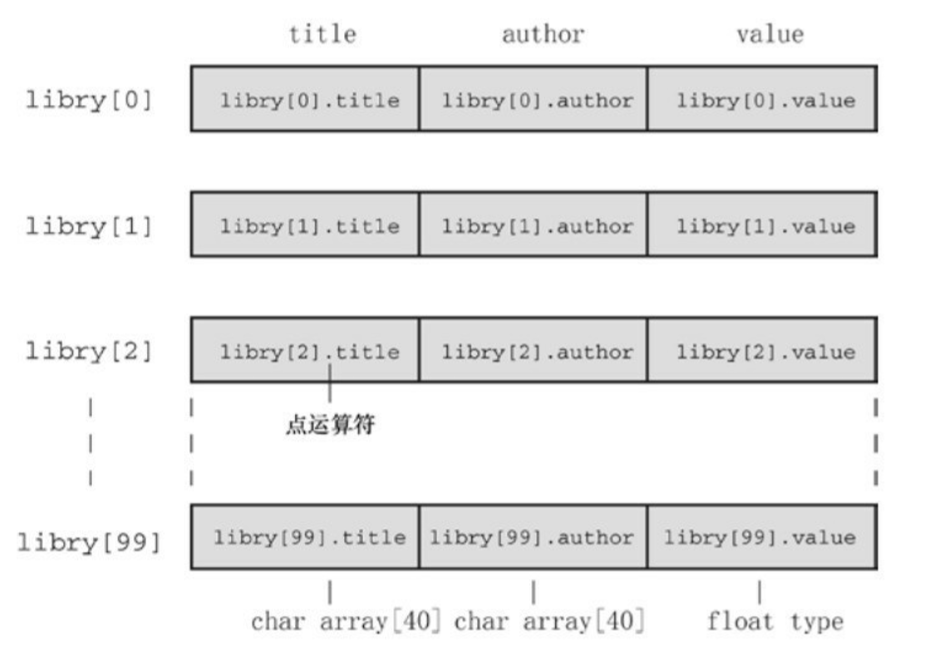 title author value
libry[0] libry[0].title libry[0].author libry[0].value
libry[1] libry[1].title libry[1].author libry[1].value
libry[2] libry[2].title libry[2].author libry[2].value
点运算符
libry[99] libry[99].title libry[99].author libry[99].value
char array[40] char array[40] float type